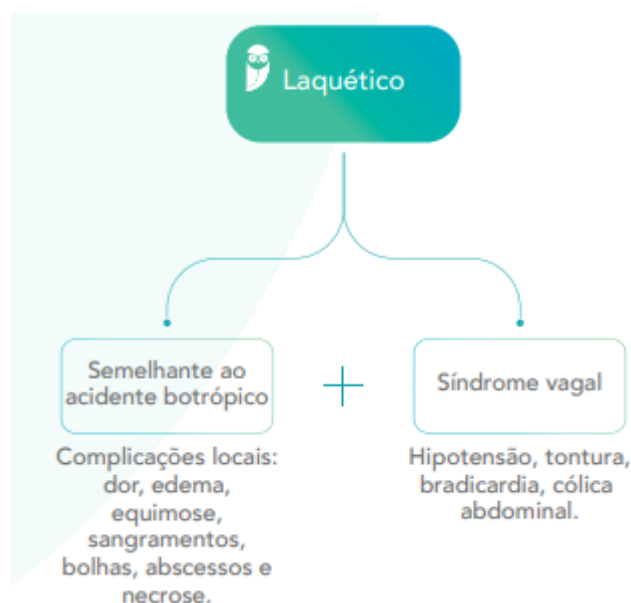 Laquético
Semelhante ao
acidente botrópico
Complicações locais:
dor, edema,
equimose,
sangramentos,
bolhas, abscessos e
necrose.
+
Síndrome vagal
Hipotensão, tontura,
bradicardia, cólica
abdominal.